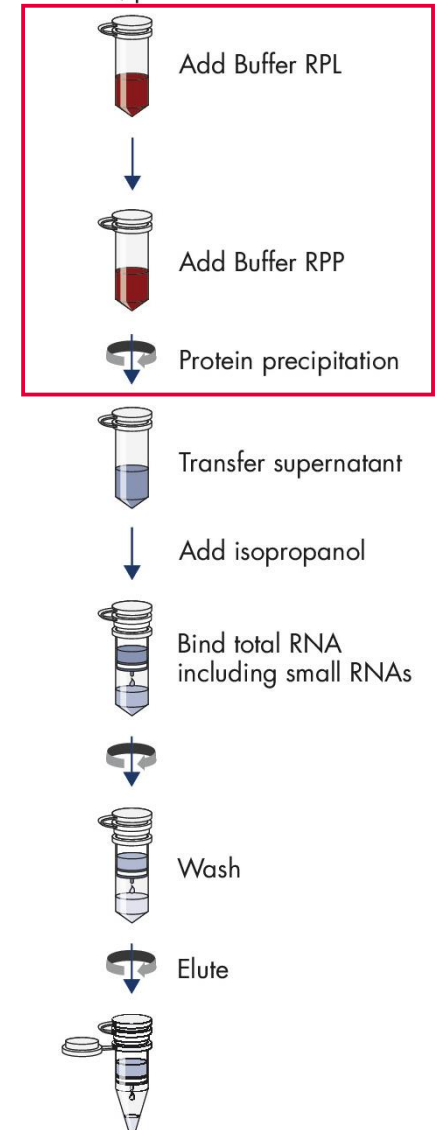 Add Buffer RPL
Add Buffer RPP
Protein precipitation
Transfer supernatant
Add isopropanol
Bind total RNA
including small RNAs
Wash
Elute